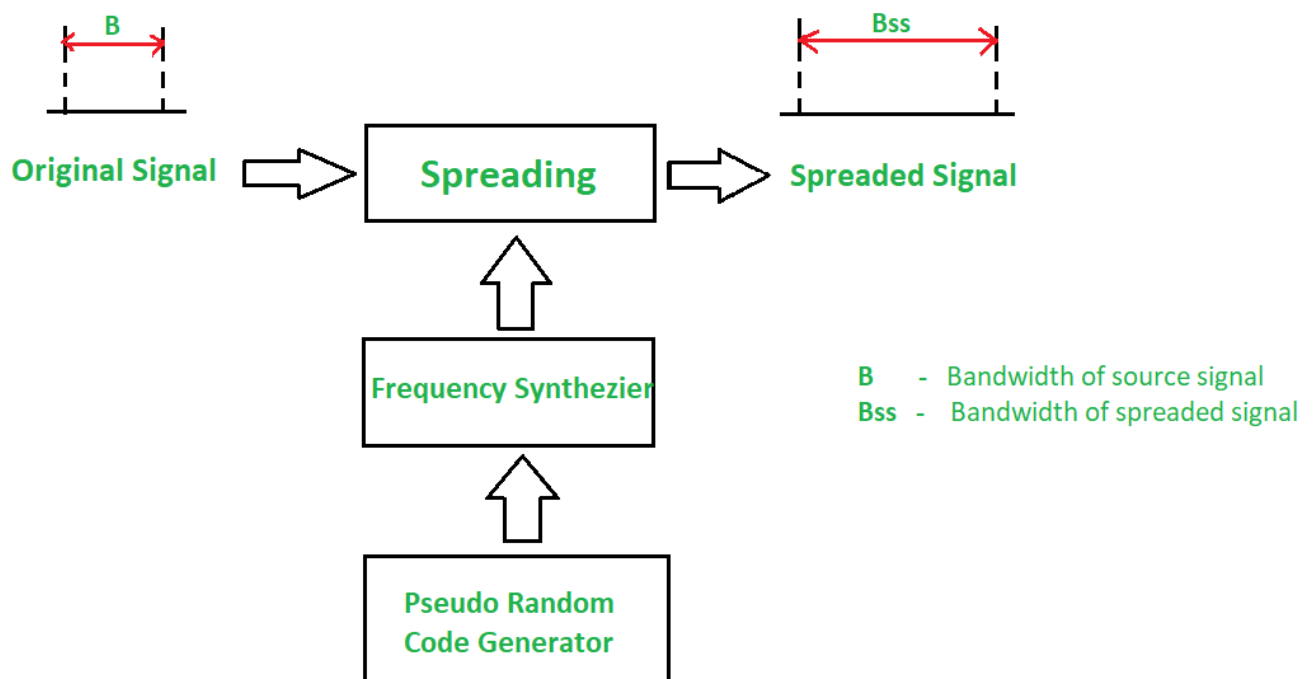 B
Bss
Original Signal
Spreading
Spreaded Signal
Frequency Synthezier
B - Bandwidth of source signal
Bss - Bandwidth of spreaded signal
Pseudo Random
Code Generator